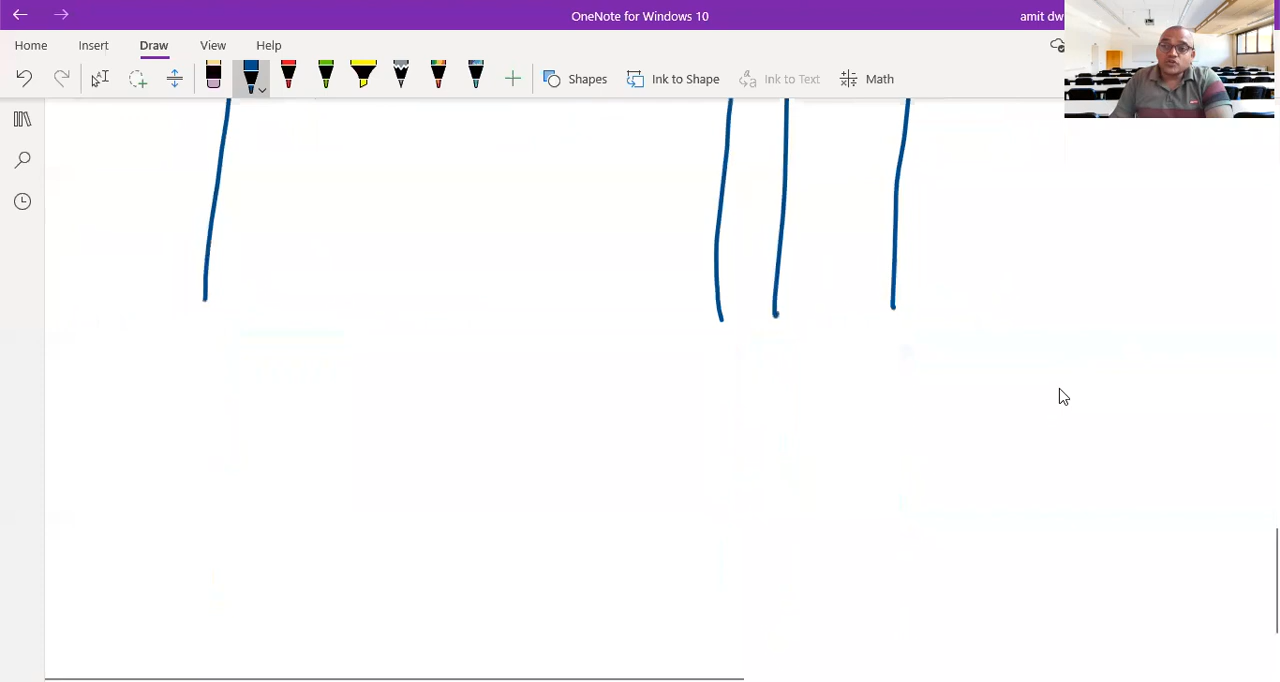 OneNote for Windows 10
amit dw
Home Insert Draw View Help
Shapes Ink to Shape Ink to Text Math